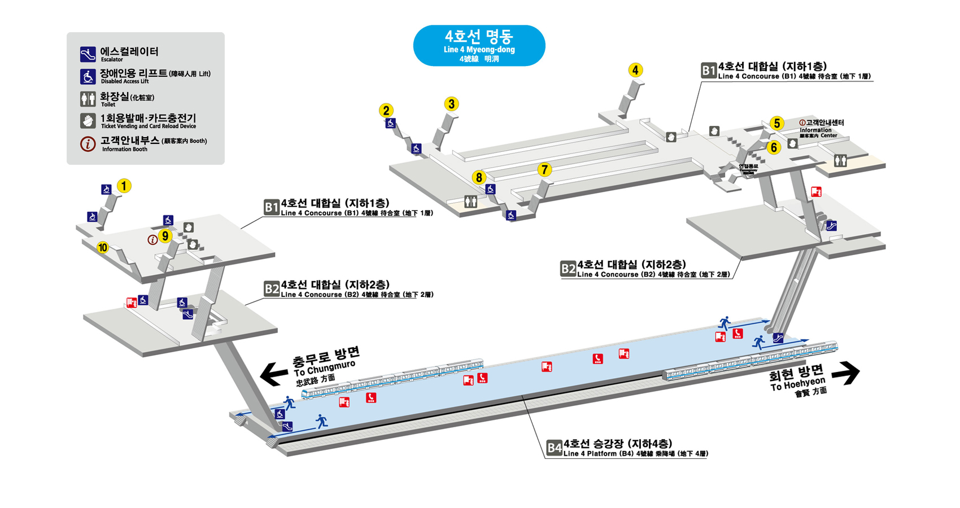 에스컬레이터
Escalator
장애인용 리프트(障碍人用 Lift)
Disabled Access Lift
화장실(化粧室)
Toilet
1회용발매·카드충전기
Ticket Vending and Card Reload Device
고객안내부스(顧客案內 Booth)
Information Booth
4호선 명동
Line 4 Myeong-dong
4號線 明洞
B1 4호선 대합실 (지하1층)
Line 4 Concourse (B1) 4號線 待合室 (地下 1層)
2
3
4
5
6
7
8
고객안내센터
Information
顧客案內 Center
1
10
9
B1 4호선 대합실 (지하1층)
Line 4 Concourse (B1) 4號線 待合室 (地下 1層)
B2 4호선 대합실 (지하2층)
Line 4 Concourse (B2) 4號線 待合室 (地下 2層)
B2 4호선 대합실 (지하2층)
Line 4 Concourse (B2) 4號線 待合室 (地下 2層)
충무로 방면
To Chungmuro
忠武路 方面
회현 방면
To Hoehyeon
會賢 方面
B4 4호선 승강장 (지하4층)
Line 4 Platform (B4) 4號線 乘降場 (地下 4層)